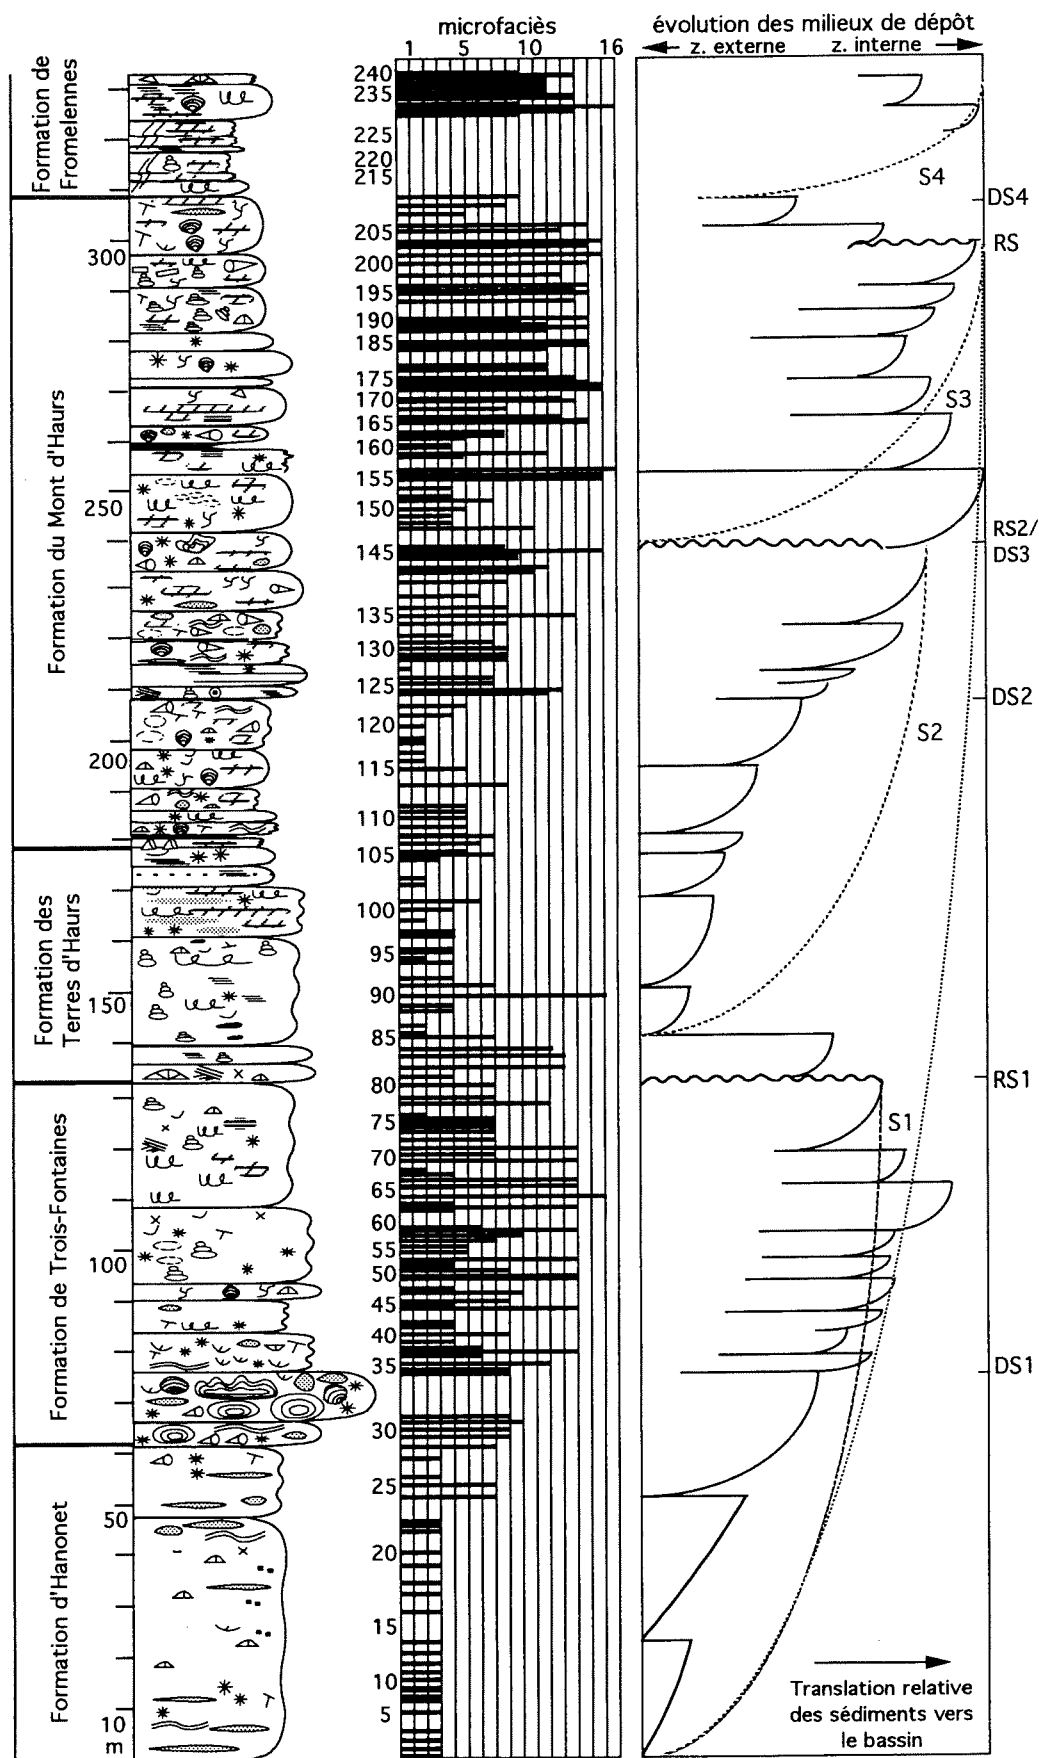 microfaciès
1 5 10 16
évolution des milieux de dépôt
z. externe z. interne
Formation de
Fromelennes
Formation du Mont d'Haurs
Formation des
Terres d'Haurs
Formation de Trois-Fontaines
Formation d'Hanonet
300
250
200
150
100
50
10
m
240
235
225
220
215
205
200
195
190
185
175
170
165
160
155
150
145
135
130
125
120
115
110
105
100
95
90
85
80
75
70
65
60
55
50
45
40
35
30
25
20
15
10
5
S4
S3
S2
S1
DS4
RS
RS2/
DS3
DS2
RS1
DS1
Translation relative
des sédiments vers
le bassin